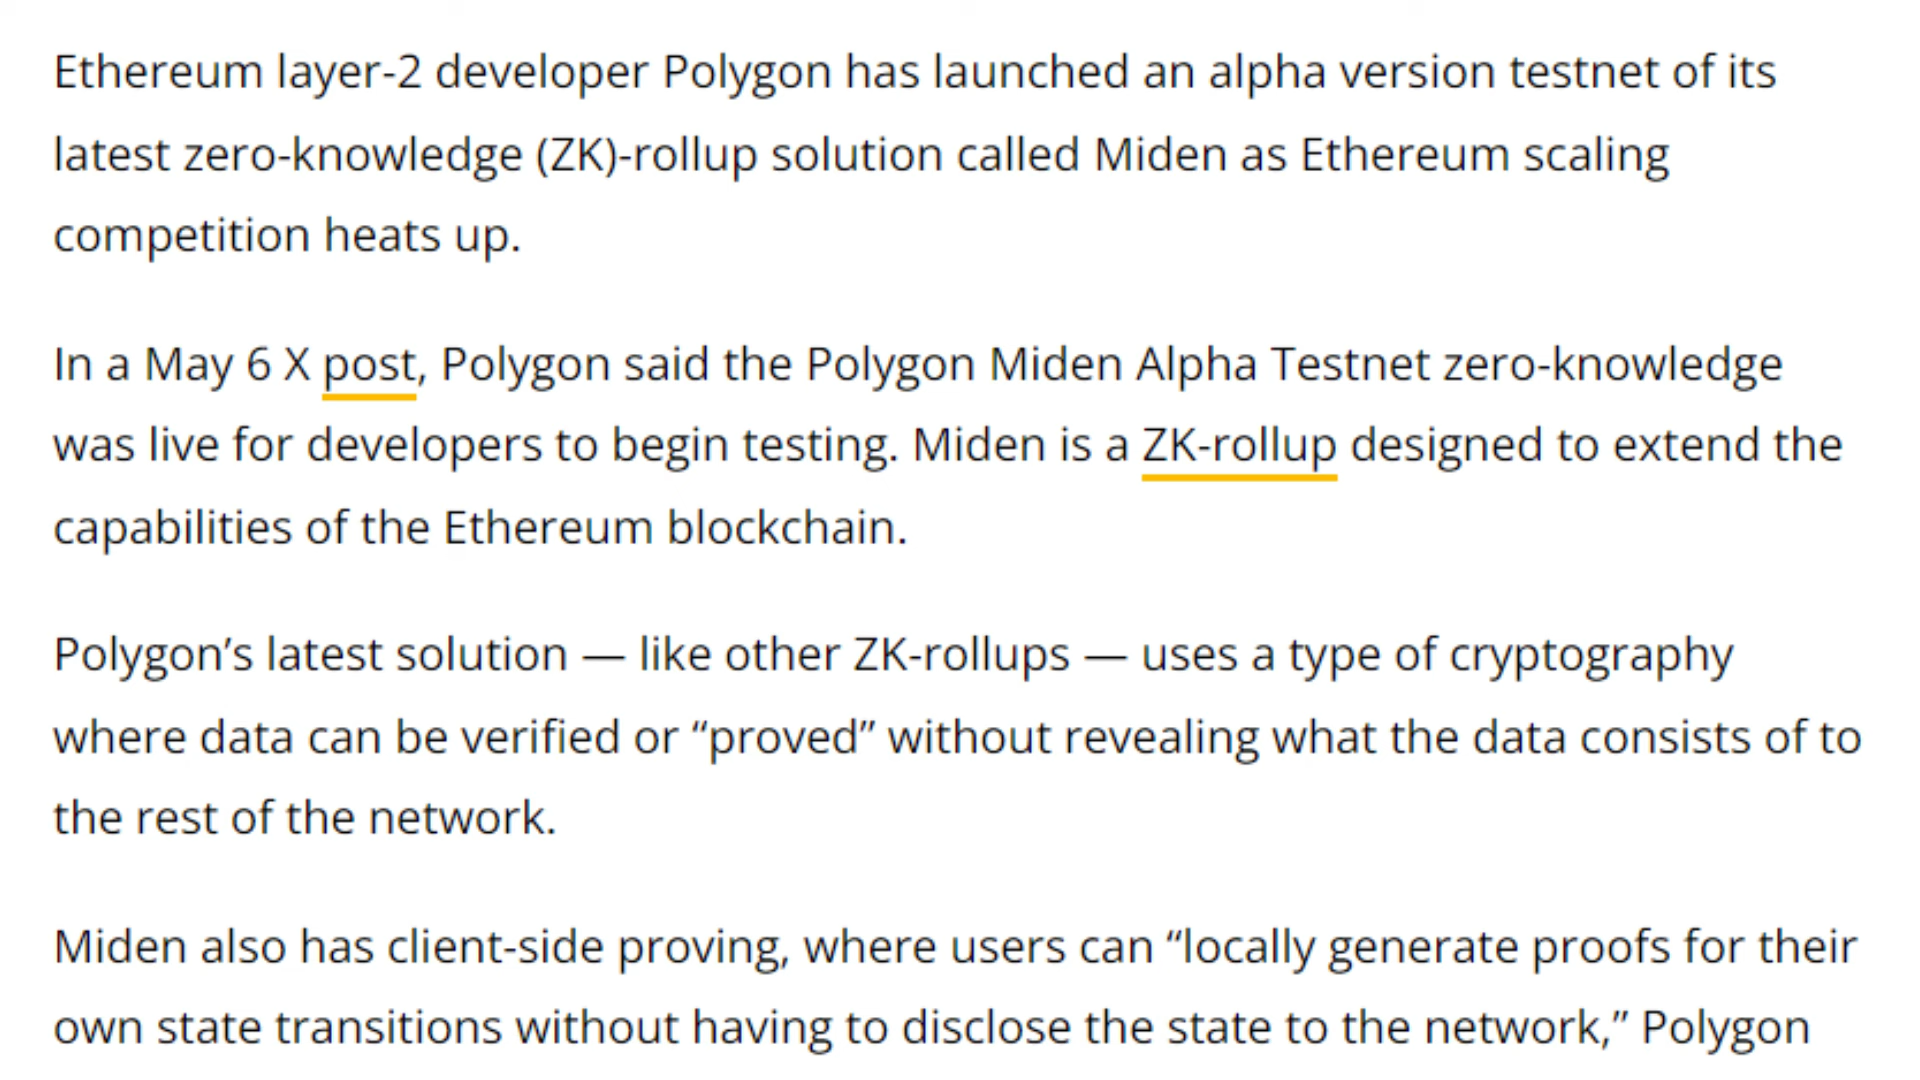 Ethereum layer-2 developer Polygon has launched an alpha version testnet of its
latest zero-knowledge (ZK)-rollup solution called Miden as Ethereum scaling
competition heats up.
In a May 6 X post, Polygon said the Polygon Miden Alpha Testnet zero-knowledge
was live for developers to begin testing. Miden is a ZK-rollup designed to extend the
capabilities of the Ethereum blockchain.
Polygon’s latest solution — like other ZK-rollups — uses a type of cryptography
where data can be verified or “proved” without revealing what the data consists of to
the rest of the network.
Miden also has client-side proving, where users can “locally generate proofs for their
own state transitions without having to disclose the state to the network,” Polygon